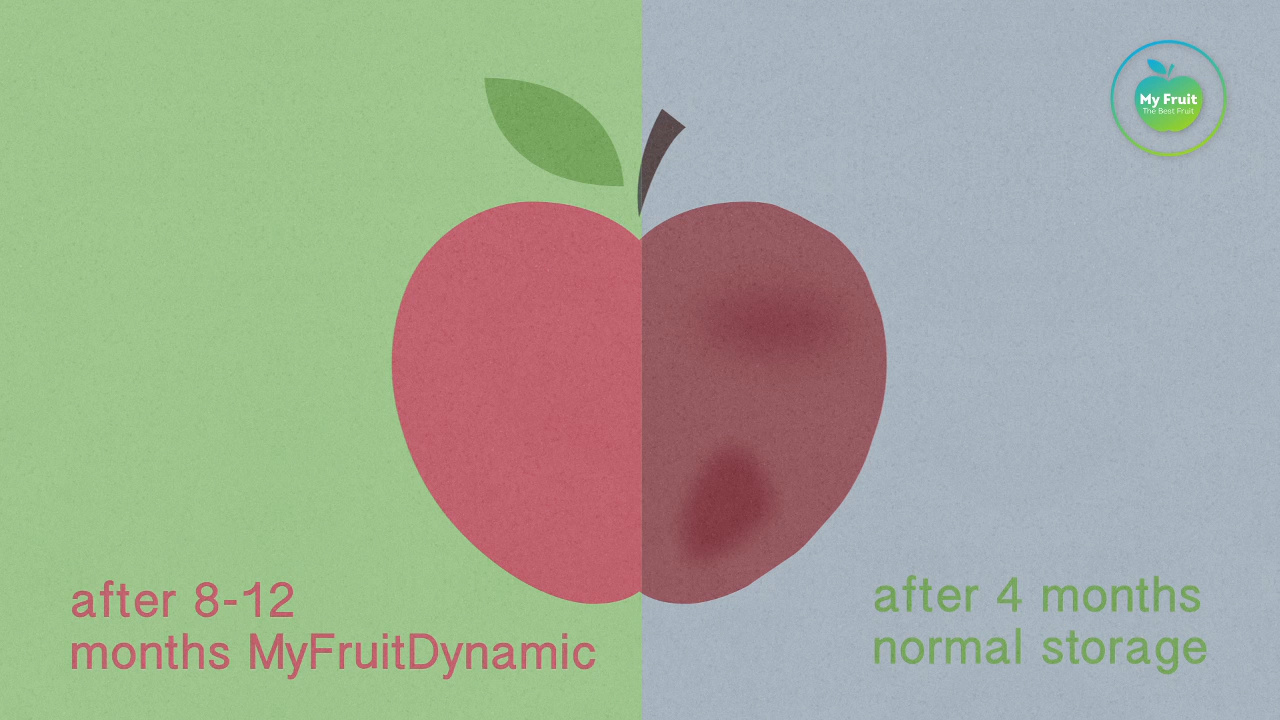 My Fruit
The Best Fruit
after 8-12
months MyFruitDynamic
after 4 months
normal storage